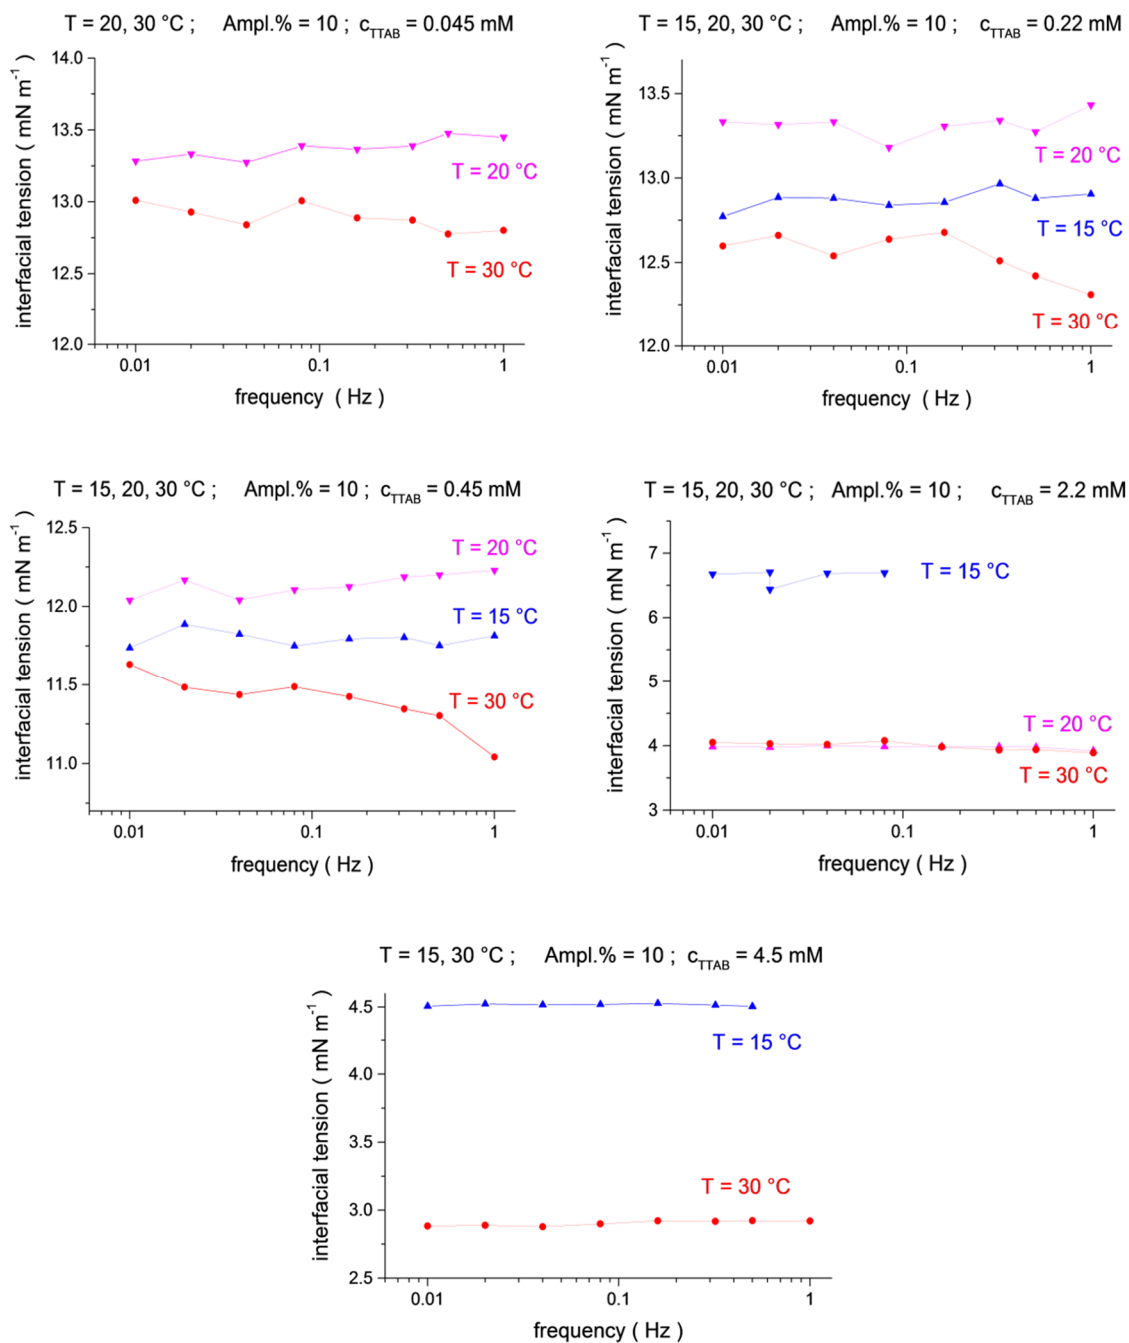 T = 20, 30 °C ; Ampl.% = 10 ; c_TTAB = 0.045 mM
14.0
13.5
13.0
12.5
12.0
interfacial tension ( mN m⁻¹ )
T = 20 °C
T = 30 °C
0.01
0.1
1
frequency ( Hz )
T = 15, 20, 30 °C ; Ampl.% = 10 ; c_TTAB = 0.22 mM
13.5
13.0
12.5
12.0
interfacial tension ( mN m⁻¹ )
T = 20 °C
T = 15 °C
T = 30 °C
0.01
0.1
1
frequency ( Hz )
T = 15, 20, 30 °C ; Ampl.% = 10 ; c_TTAB = 0.45 mM
12.5
12.0
11.5
11.0
interfacial tension ( mN m⁻¹ )
T = 20 °C
T = 15 °C
T = 30 °C
0.01
0.1
1
frequency ( Hz )
T = 15, 20, 30 °C ; Ampl.% = 10 ; c_TTAB = 2.2 mM
7
6
5
4
3
interfacial tension ( mN m⁻¹ )
T = 15 °C
T = 20 °C
T = 30 °C
0.01
0.1
1
frequency ( Hz )
T = 15, 30 °C ; Ampl.% = 10 ; c_TTAB = 4.5 mM
4.5
4.0
3.5
3.0
2.5
interfacial tension ( mN m⁻¹ )
T = 15 °C
T = 30 °C
0.01
0.1
1
frequency ( Hz )